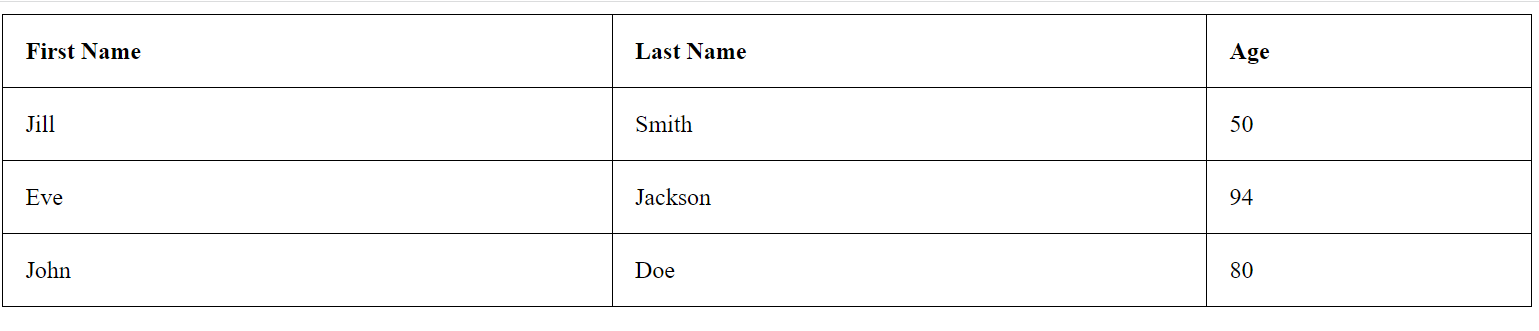 First Name Last Name Age
Jill Smith 50
Eve Jackson 94
John Doe 80